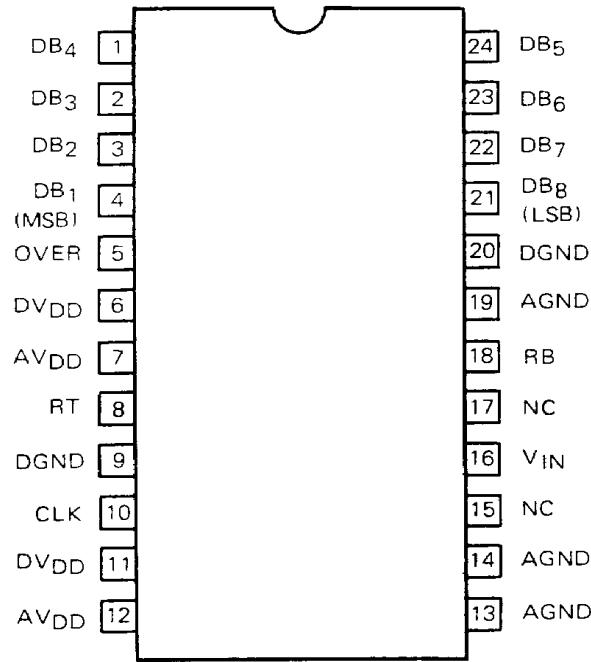 DB4 1 24 DB5
DB3 2 23 DB6
DB2 3 22 DB7
DB1 4 21 DB8
(MSB) (LSB)
OVER 5 20 DGND
DVDD 6 19 AGND
AVDD 7 18 RB
RT 8 17 NC
DGND 9 16 VIN
CLK 10 15 NC
DVDD 11 14 AGND
AVDD 12 13 AGND